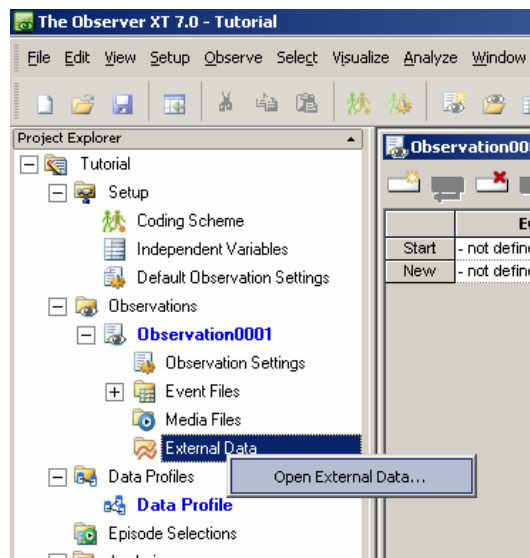 The Observer XT 7.0 - Tutorial
File Edit View Setup Observe Select Visualize Analyze Window
Project Explorer
Observation00
Tutorial
Setup
Coding Scheme
Independent Variables
Default Observation Settings
Start - not define
New - not define
Observations
Observation0001
Observation Settings
Event Files
Media Files
External Data
Open External Data...
Data Profiles
Data Profile
Episode Selections